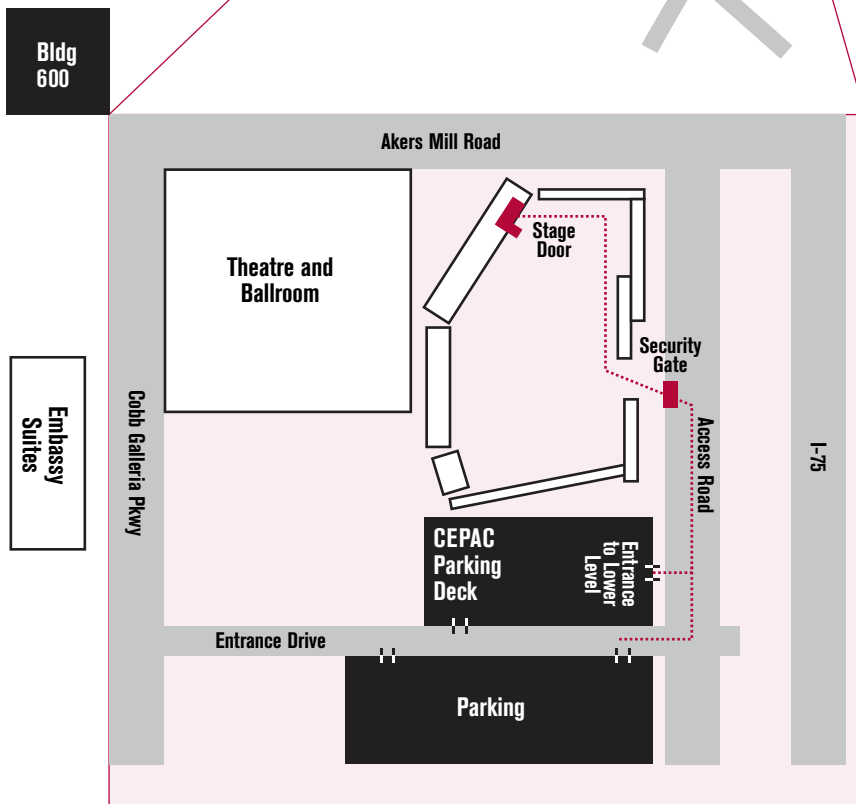 Bldg
600
Akers Mill Road
Stage
Door
Theatre and
Ballroom
Security
Gate
Embassy
Suites
Cobb Galleria Pkwy
Access Road
I-75
CEPAC
Parking
Deck
Entrance
to Lower
Level
Entrance Drive
Parking